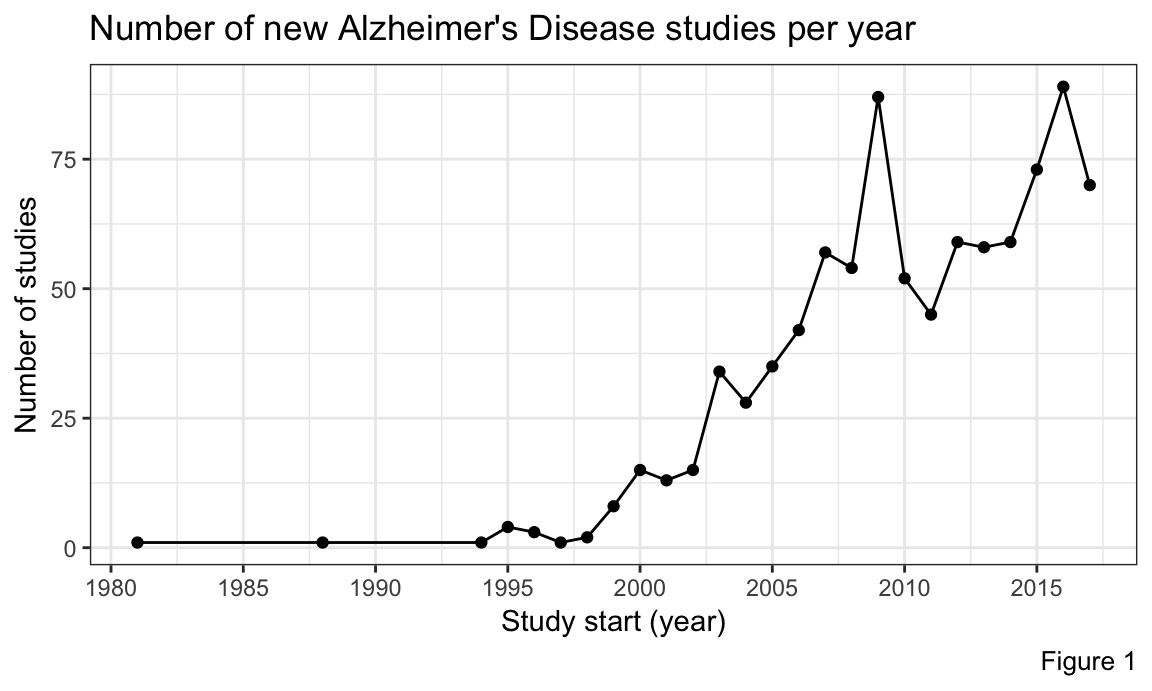 Number of new Alzheimer's Disease studies per year
Number of studies
75
50
25
0
1980 1985 1990 1995 2000 2005 2010 2015
Study start (year)
Figure 1